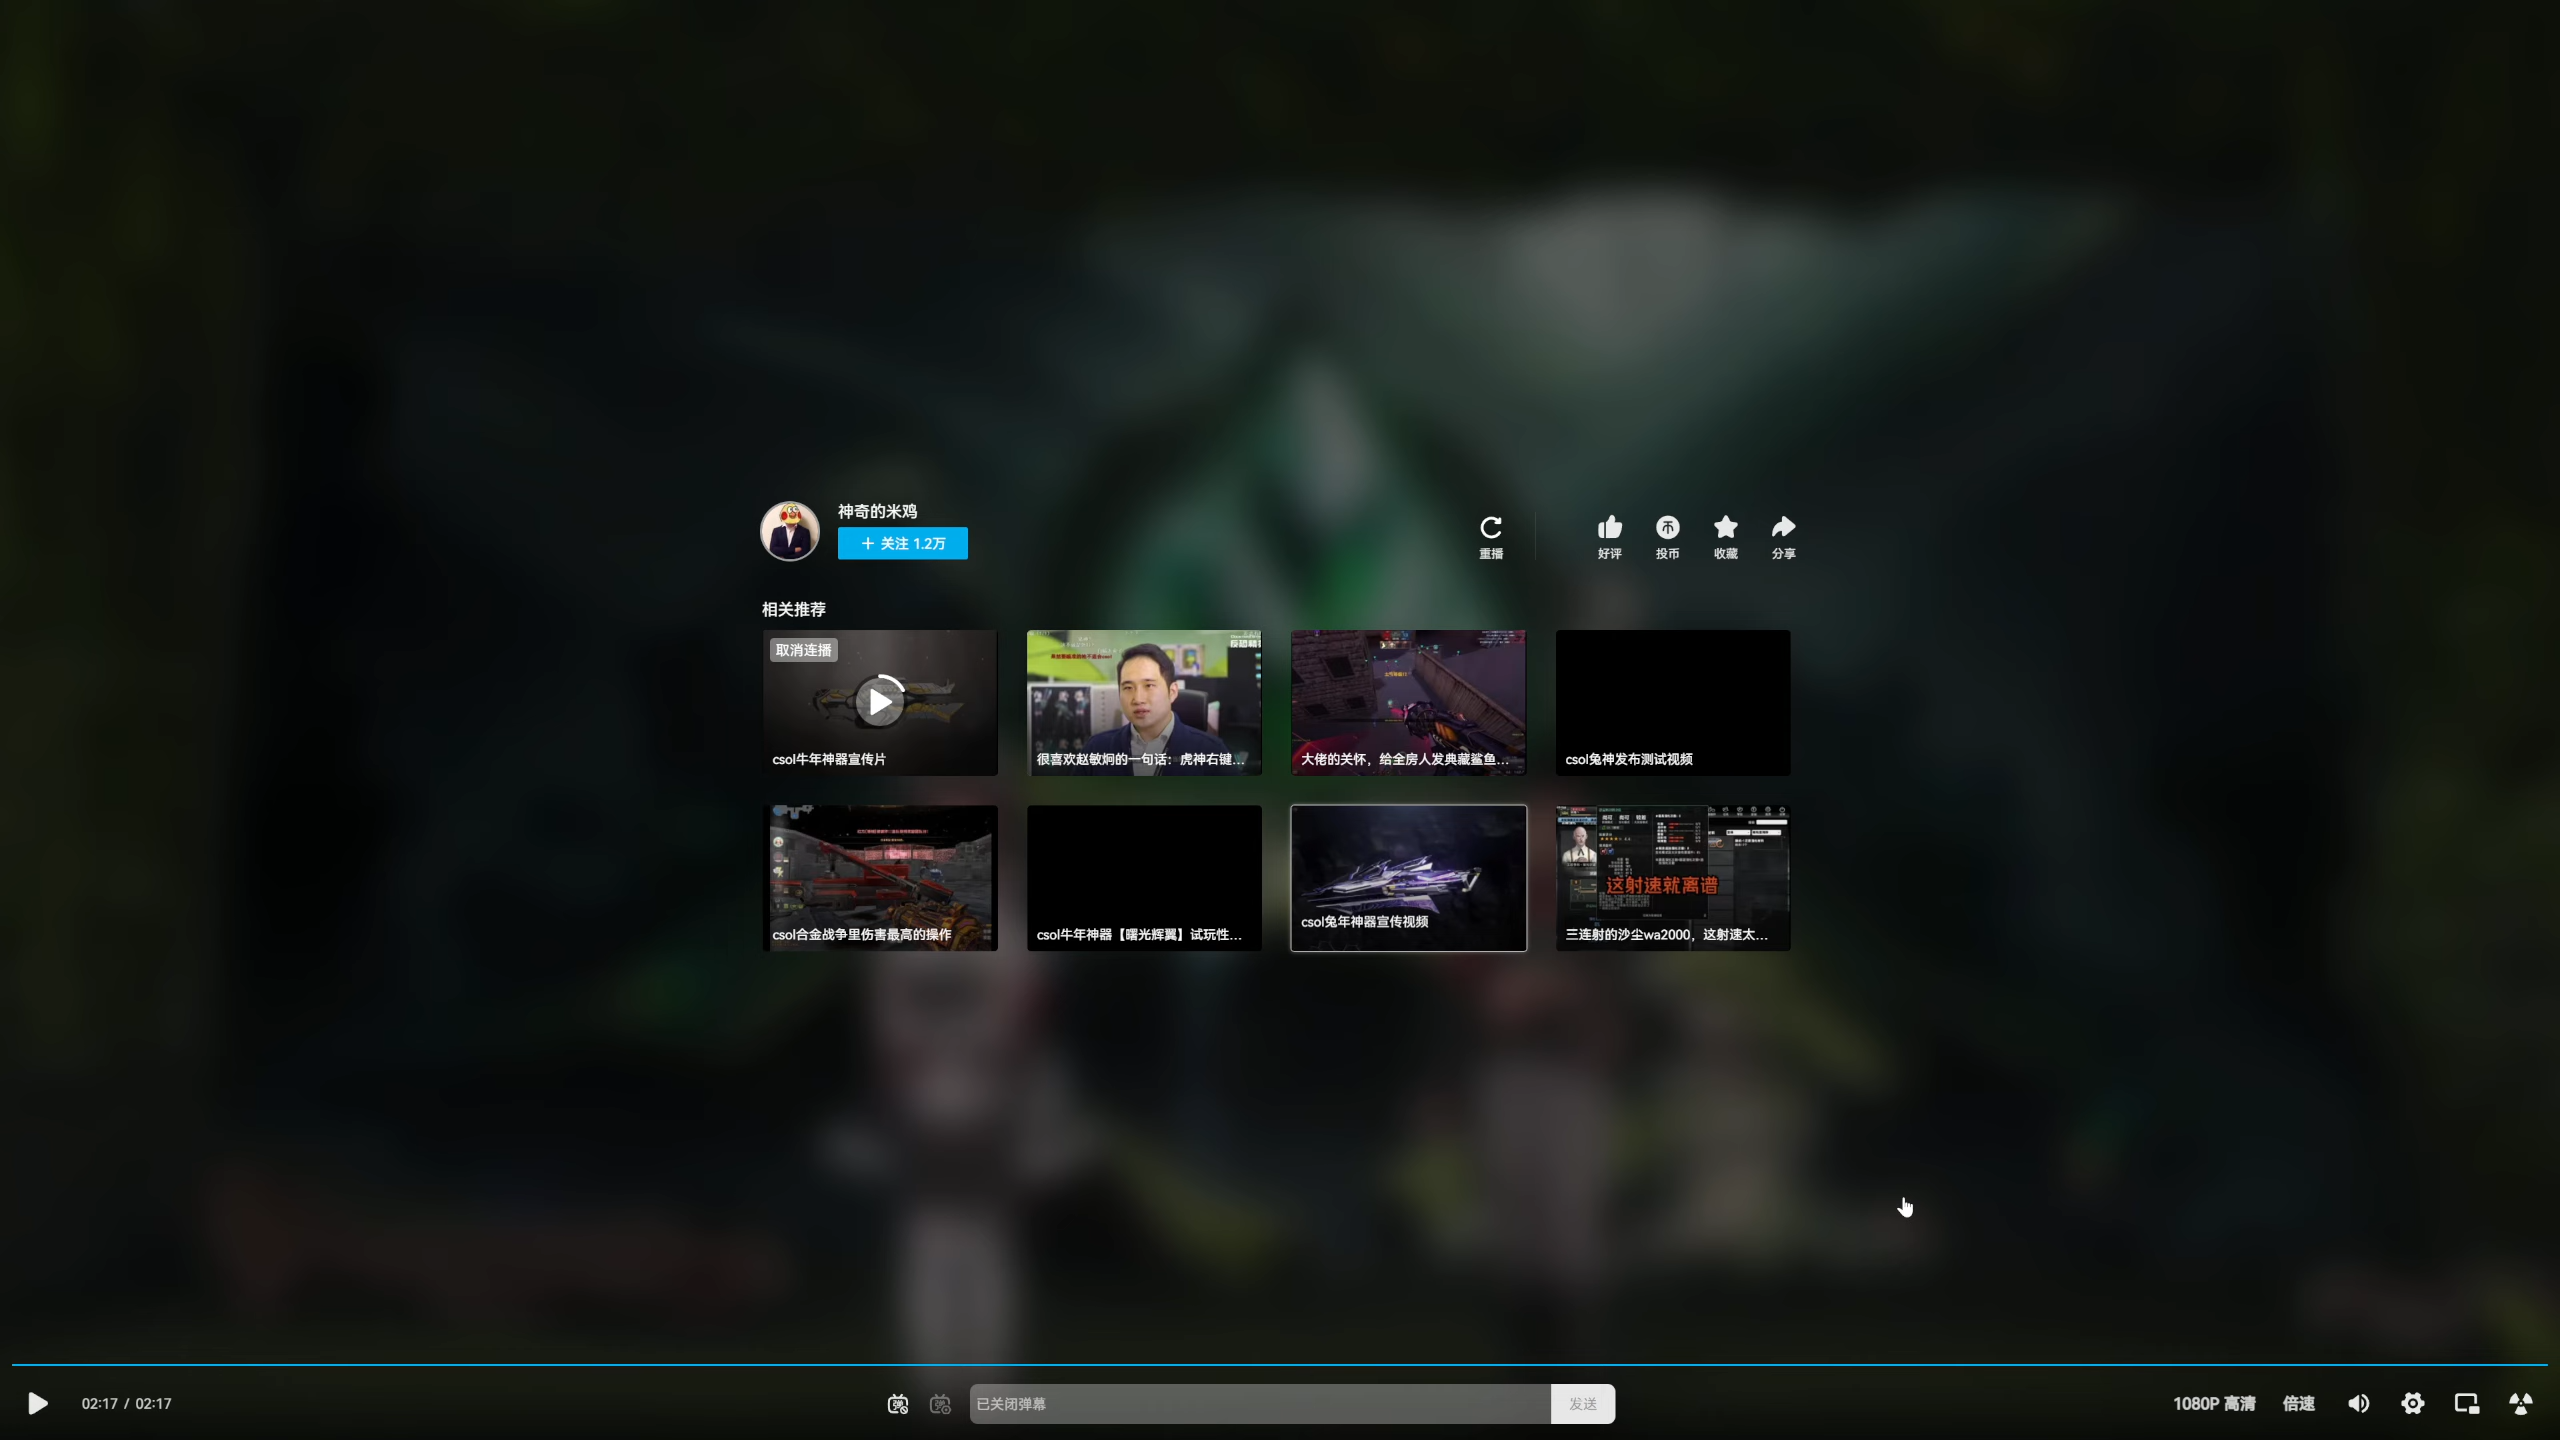 神奇的米鸡
+ 关注 1.2万
重播
好评
投币
收藏
分享
相关推荐
取消连播
csol牛年神器宣传片
很喜欢赵敏炯的一句话：虎神右键...
大佬的关怀，给全房人发典藏鲨鱼...
csol兔神发布测试视频
csol合金战争里伤害最高的操作
csol牛年神器【曙光辉翼】试玩性...
csol兔年神器宣传视频
这射速就离谱
三连射的沙尘wa2000，这射速太...
02:17 / 02:17
已关闭弹幕
发送
1080P 高清
倍速